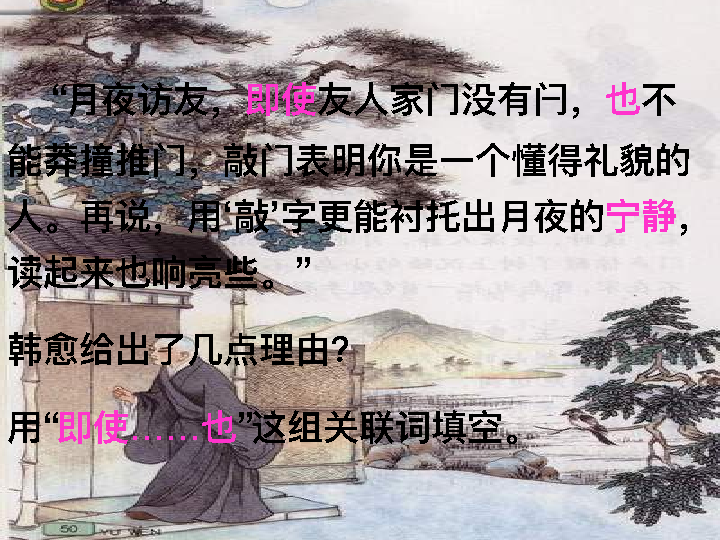 “月夜访友，即使友人家门没有闩，也不
能莽撞推门，敲门表明你是一个懂得礼貌的
人。再说，用‘敲’字更能衬托出月夜的宁静，
读起来也响亮些。”
韩愈给出了几点理由?
用“即使……也”这组关联词填空。
50 YU WEN